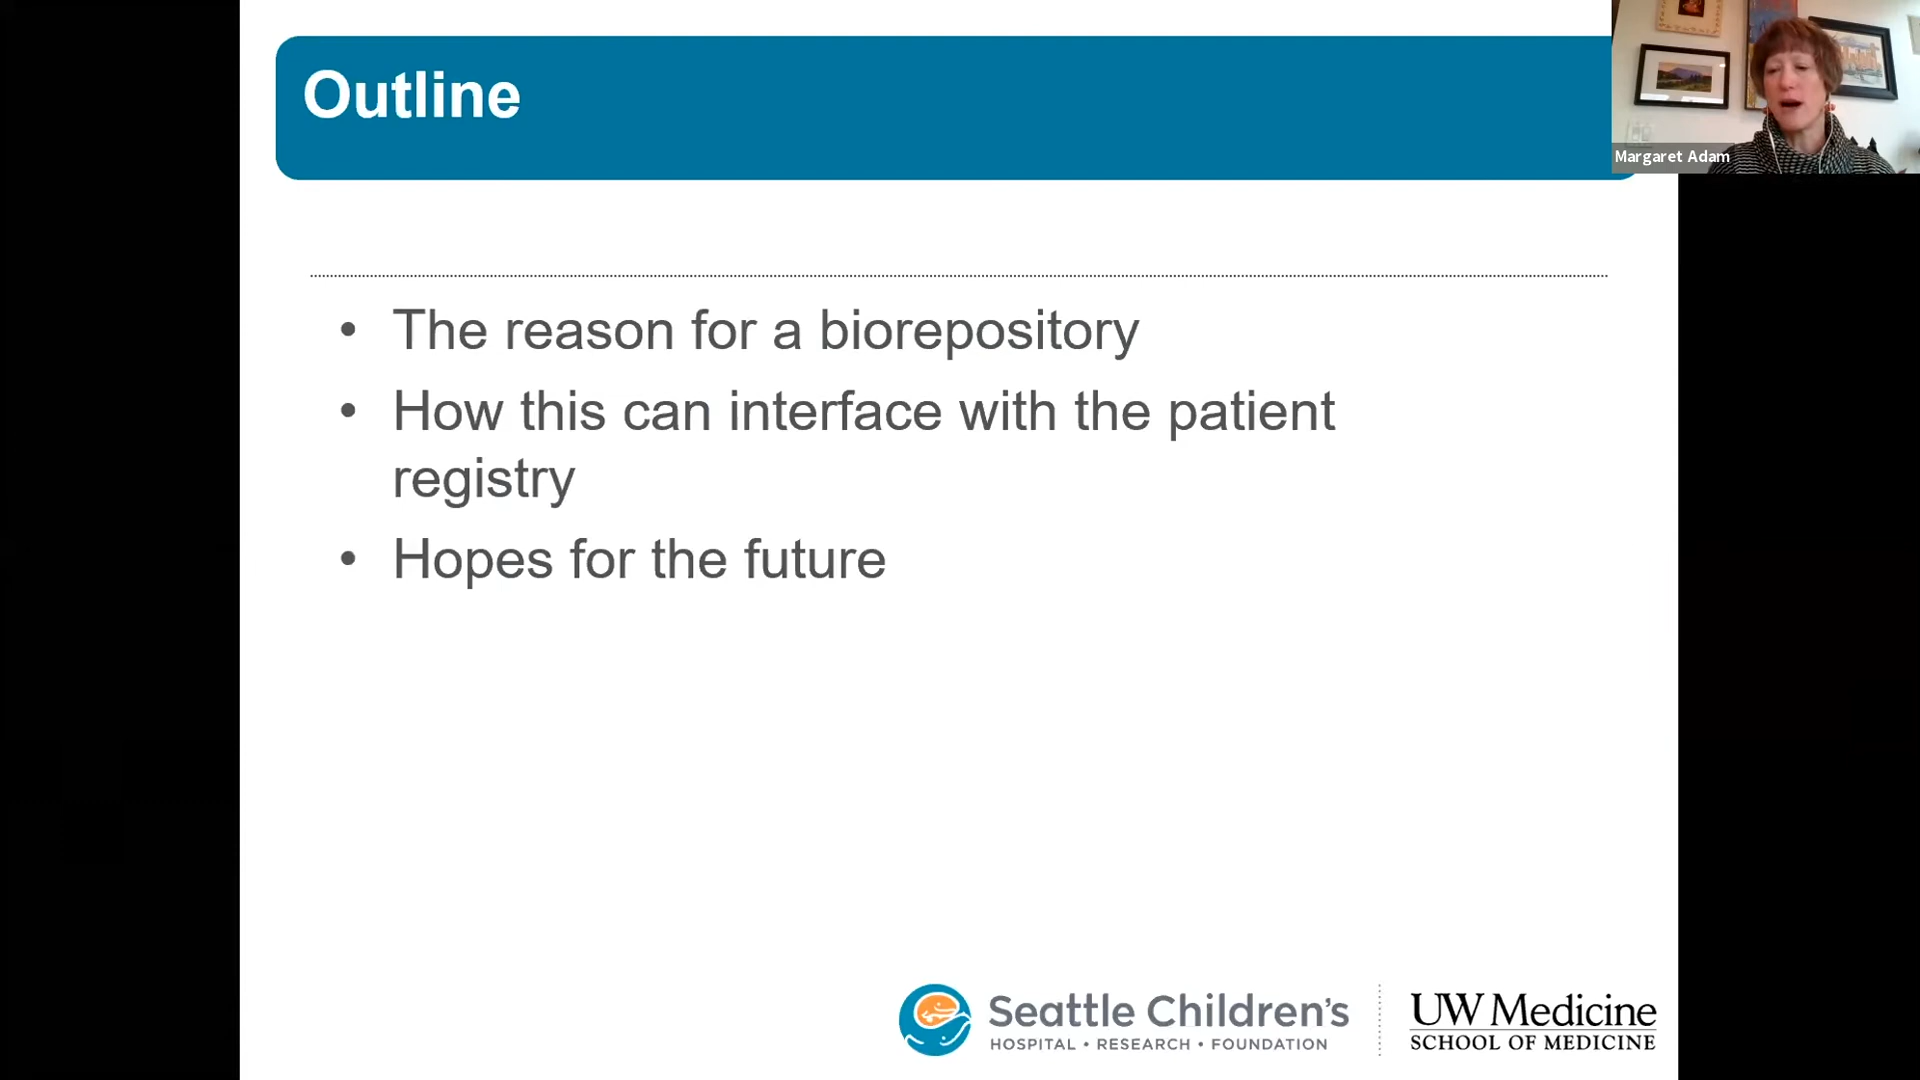 Outline
Margaret Adam
• The reason for a biorepository
• How this can interface with the patient
registry
• Hopes for the future
Seattle Children's
HOSPITAL • RESEARCH • FOUNDATION
UW Medicine
SCHOOL OF MEDICINE